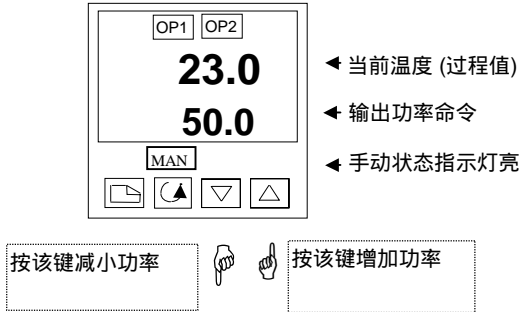 OP1 OP2
23.0
当前温度 (过程值)
50.0
输出功率命令
MAN
手动状态指示灯亮
按该键减小功率
按该键增加功率